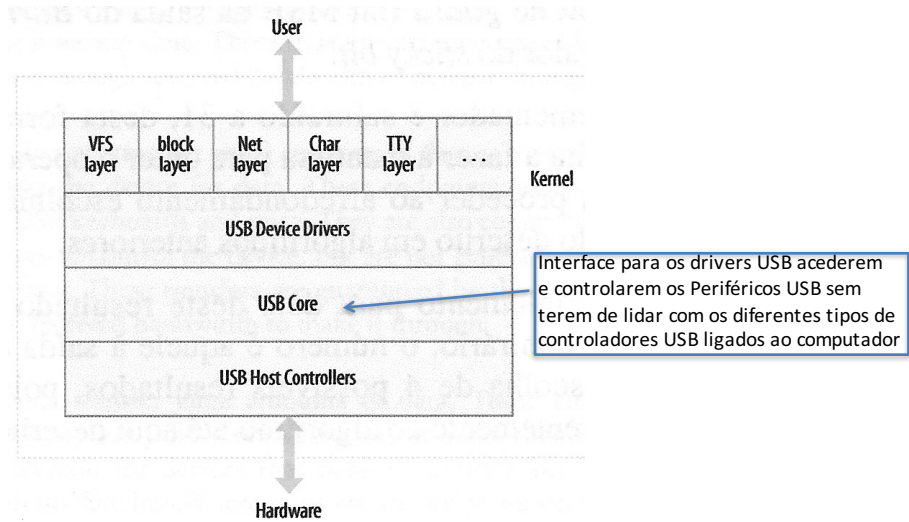 User
VFS layer
block layer
Net layer
Char layer
TTY layer
. . . .
Kernel
USB Device Drivers
Interface para os drivers USB acederem
e controlarem os Periféricos USB sem
terem de lidar com os diferentes tipos de
controladores USB ligados ao computador
USB Core
USB Host Controllers
Hardware